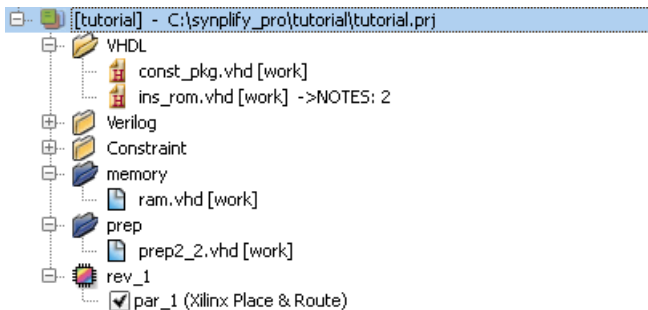 [tutorial] - C:\synplify_pro\tutorial\tutorial.prj
VHDL
const_pkg.vhd [work]
ins_rom.vhd [work] ->NOTES: 2
Verilog
Constraint
memory
ram.vhd [work]
prep
prep2_2.vhd [work]
rev_1
par_1 (Xilinx Place & Route)